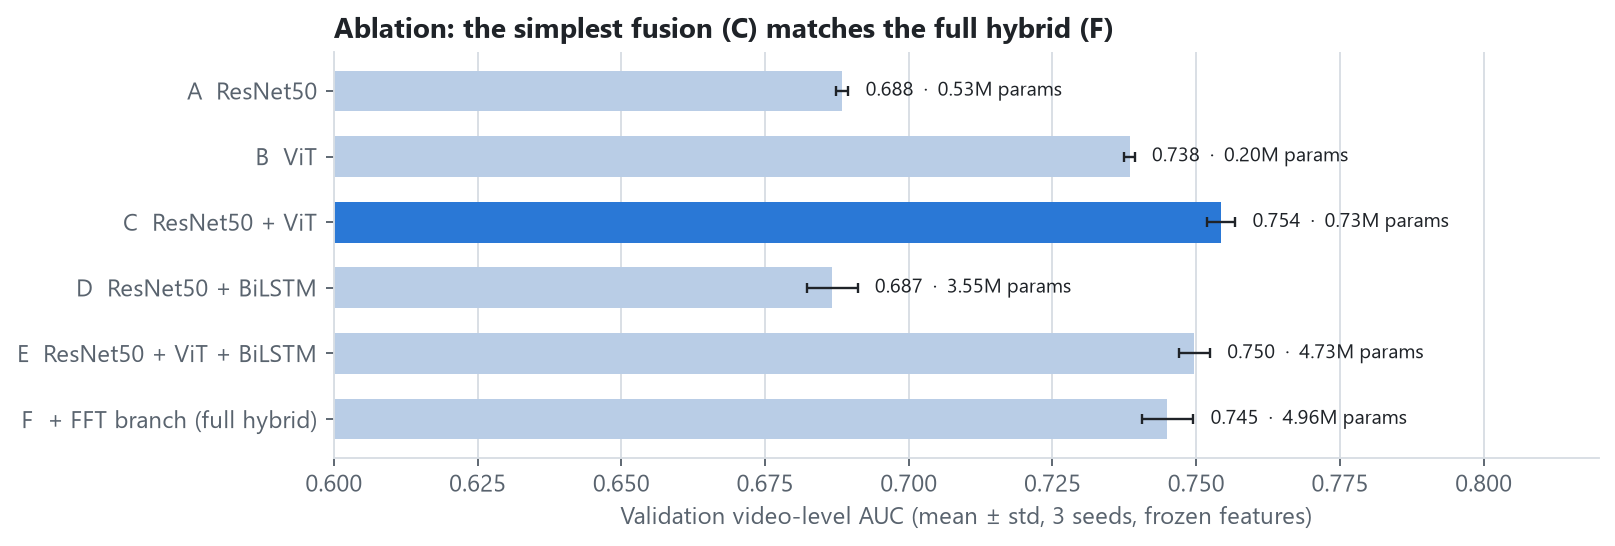 Ablation: the simplest fusion (C) matches the full hybrid (F)
A ResNet50
0.688 · 0.53M params
B ViT
0.738 · 0.20M params
C ResNet50 + ViT
0.754 · 0.73M params
D ResNet50 + BiLSTM
0.687 · 3.55M params
E ResNet50 + ViT + BiLSTM
0.750 · 4.73M params
F + FFT branch (full hybrid)
0.745 · 4.96M params
0.600 0.625 0.650 0.675 0.700 0.725 0.750 0.775 0.800
Validation video-level AUC (mean ± std, 3 seeds, frozen features)